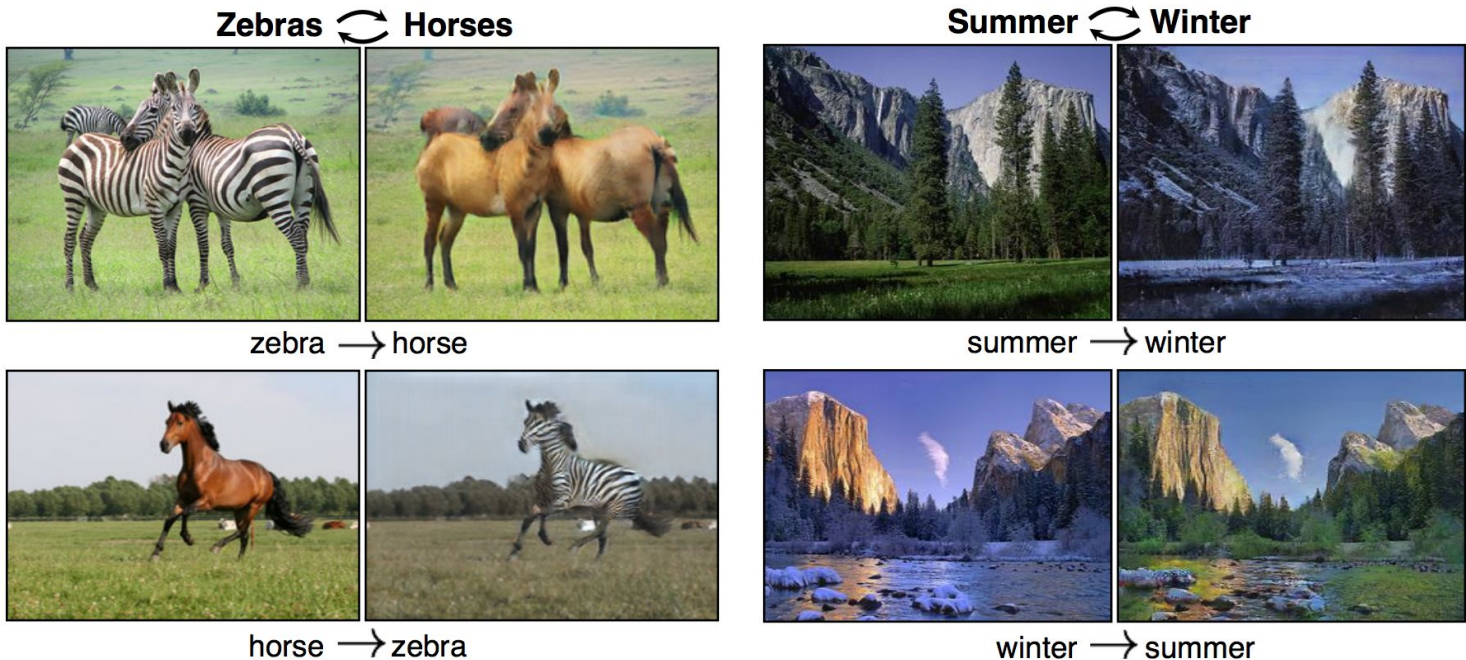 Zebras Horses
zebra → horse
horse → zebra
Summer Winter
summer → winter
winter → summer